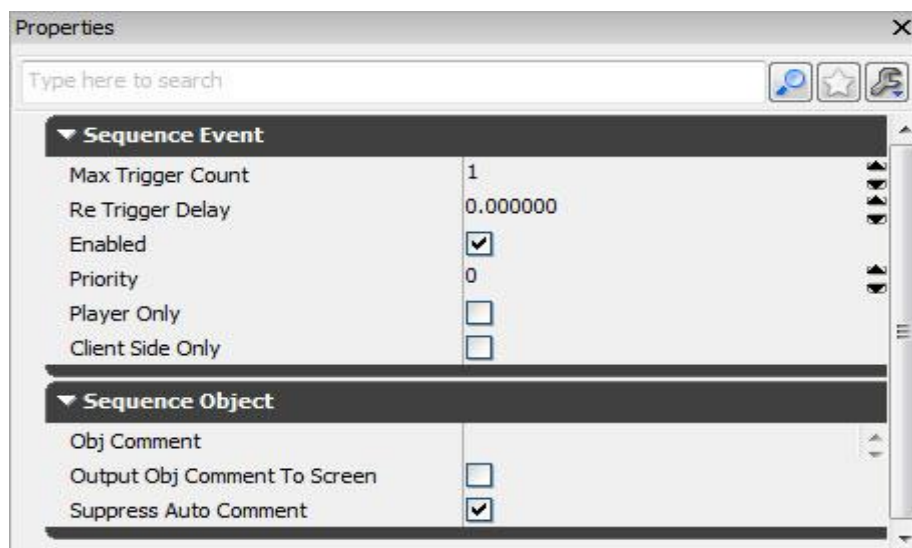 Properties
Type here to search
Sequence Event
Max Trigger Count 1
Re Trigger Delay 0.000000
Enabled
Priority 0
Player Only
Client Side Only
Sequence Object
Obj Comment
Output Obj Comment To Screen
Suppress Auto Comment